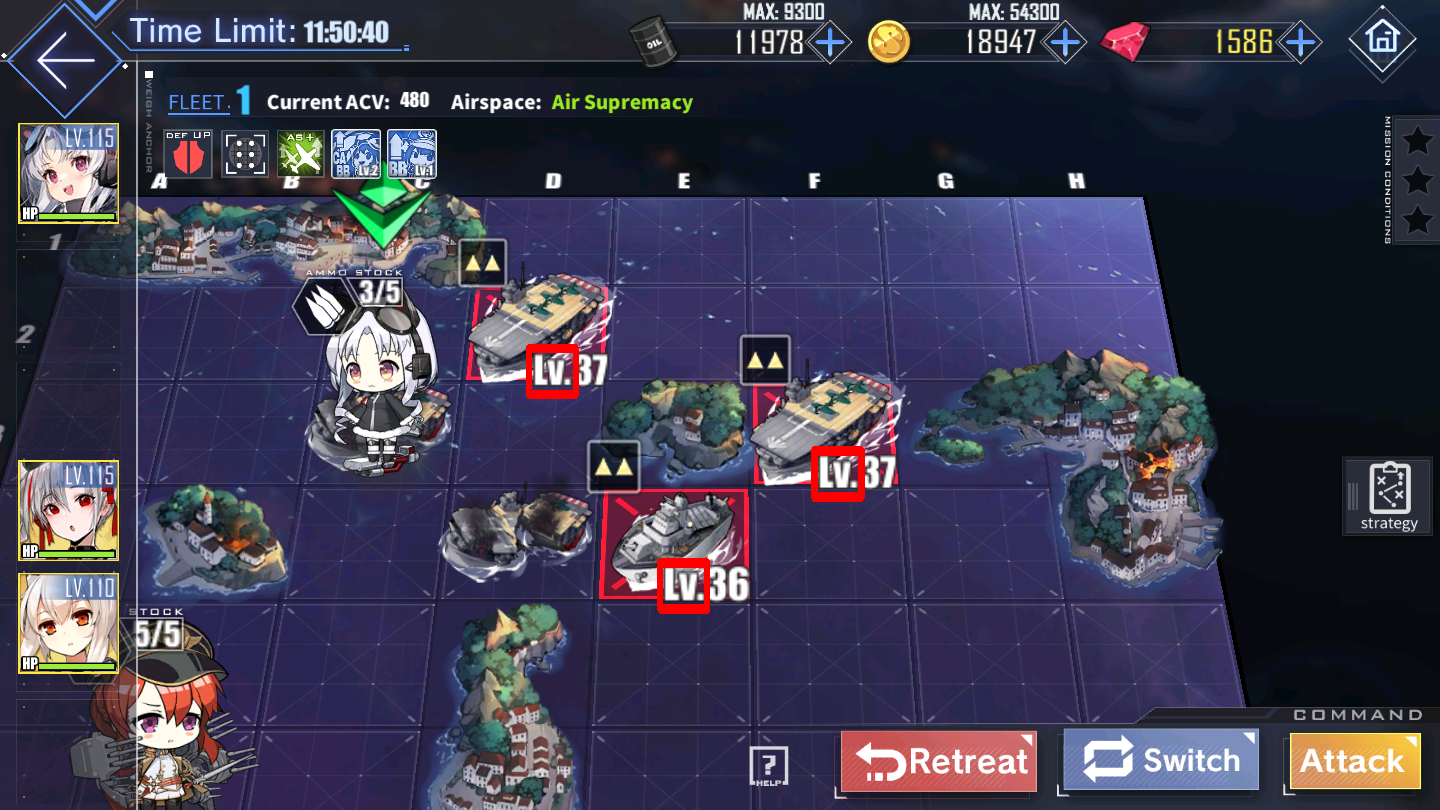 Time Limit: 11:50:40
OIL
MAX: 9300
11978
MAX: 54300
18947
1586
WEIGH ANCHOR
FLEET. 1 Current ACV: 480 Airspace: Air Supremacy
LV.115
HP
DEF UP
AS+
CA BB Lv.2
BB Lv.1
MISSION CONDITIONS
A B C D E F G H
1
AMMO STOCK
3/5
2
Lv.37
Lv.37
3
LV.115
HP
strategy
Lv.36
LV.110
HP
STOCK
5/5
COMMAND
? HELP
Retreat
Switch
Attack